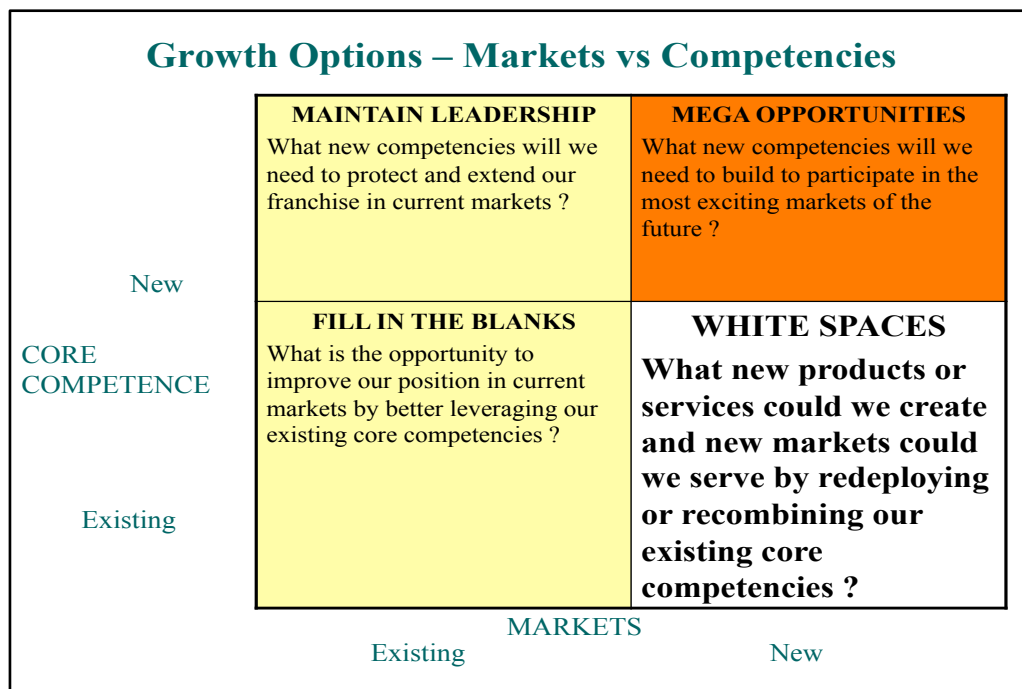 Growth Options – Markets vs Competencies
MAINTAIN LEADERSHIP
What new competencies will we
need to protect and extend our
franchise in current markets ?
MEGA OPPORTUNITIES
What new competencies will we
need to build to participate in the
most exciting markets of the
future ?
New
CORE
COMPETENCE
Existing
FILL IN THE BLANKS
What is the opportunity to
improve our position in current
markets by better leveraging our
existing core competencies ?
WHITE SPACES
What new products or
services could we create
and new markets could
we serve by redeploying
or recombining our
existing core
competencies ?
MARKETS
Existing
New